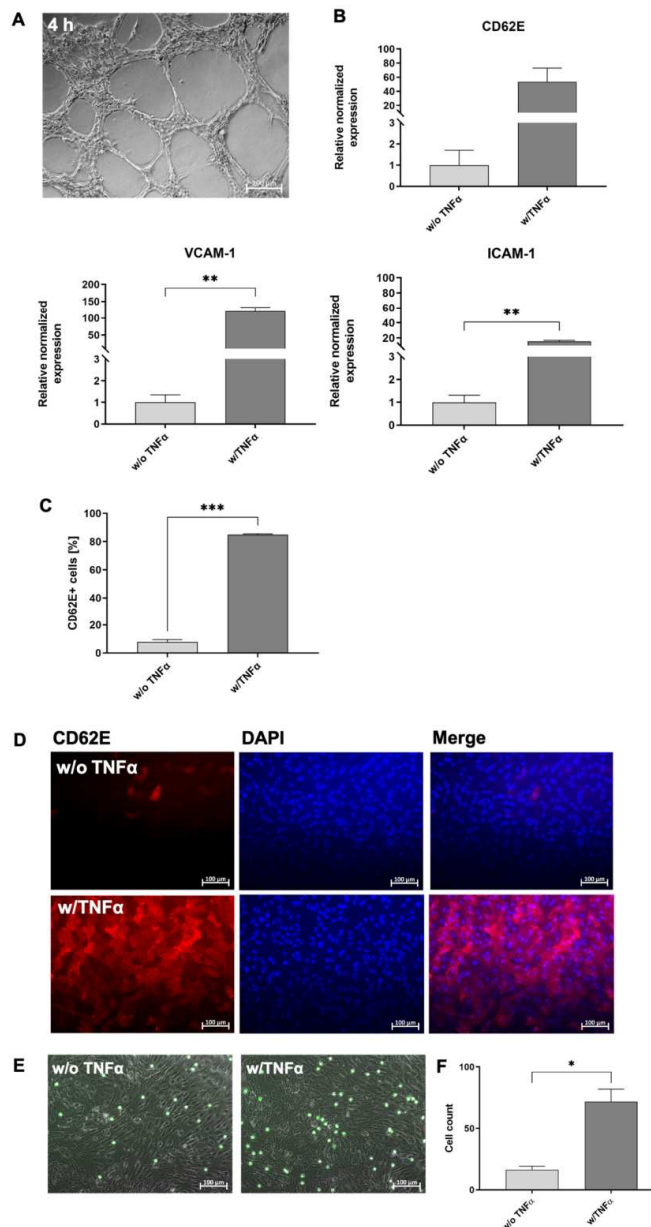 A
4 h
B
CD62E
Relative normalized
expression
100
80
60
40
20
3
2
1
0
w/o TNFα
w/TNFα
VCAM-1
**
Relative normalized
expression
200
150
100
50
3
2
1
0
w/o TNFα
w/TNFα
ICAM-1
**
Relative normalized
expression
100
80
60
40
20
3
2
1
0
w/o TNFα
w/TNFα
C
***
CD62E+ cells [%]
80
60
40
20
0
w/o TNFα
w/TNFα
D
CD62E
DAPI
Merge
w/o TNFα
100 µm
100 µm
100 µm
w/TNFα
100 µm
100 µm
100 µm
E
w/o TNFα
100 µm
w/TNFα
100 µm
F
*
Cell count
100
50
0
w/o TNFα
w/TNFα